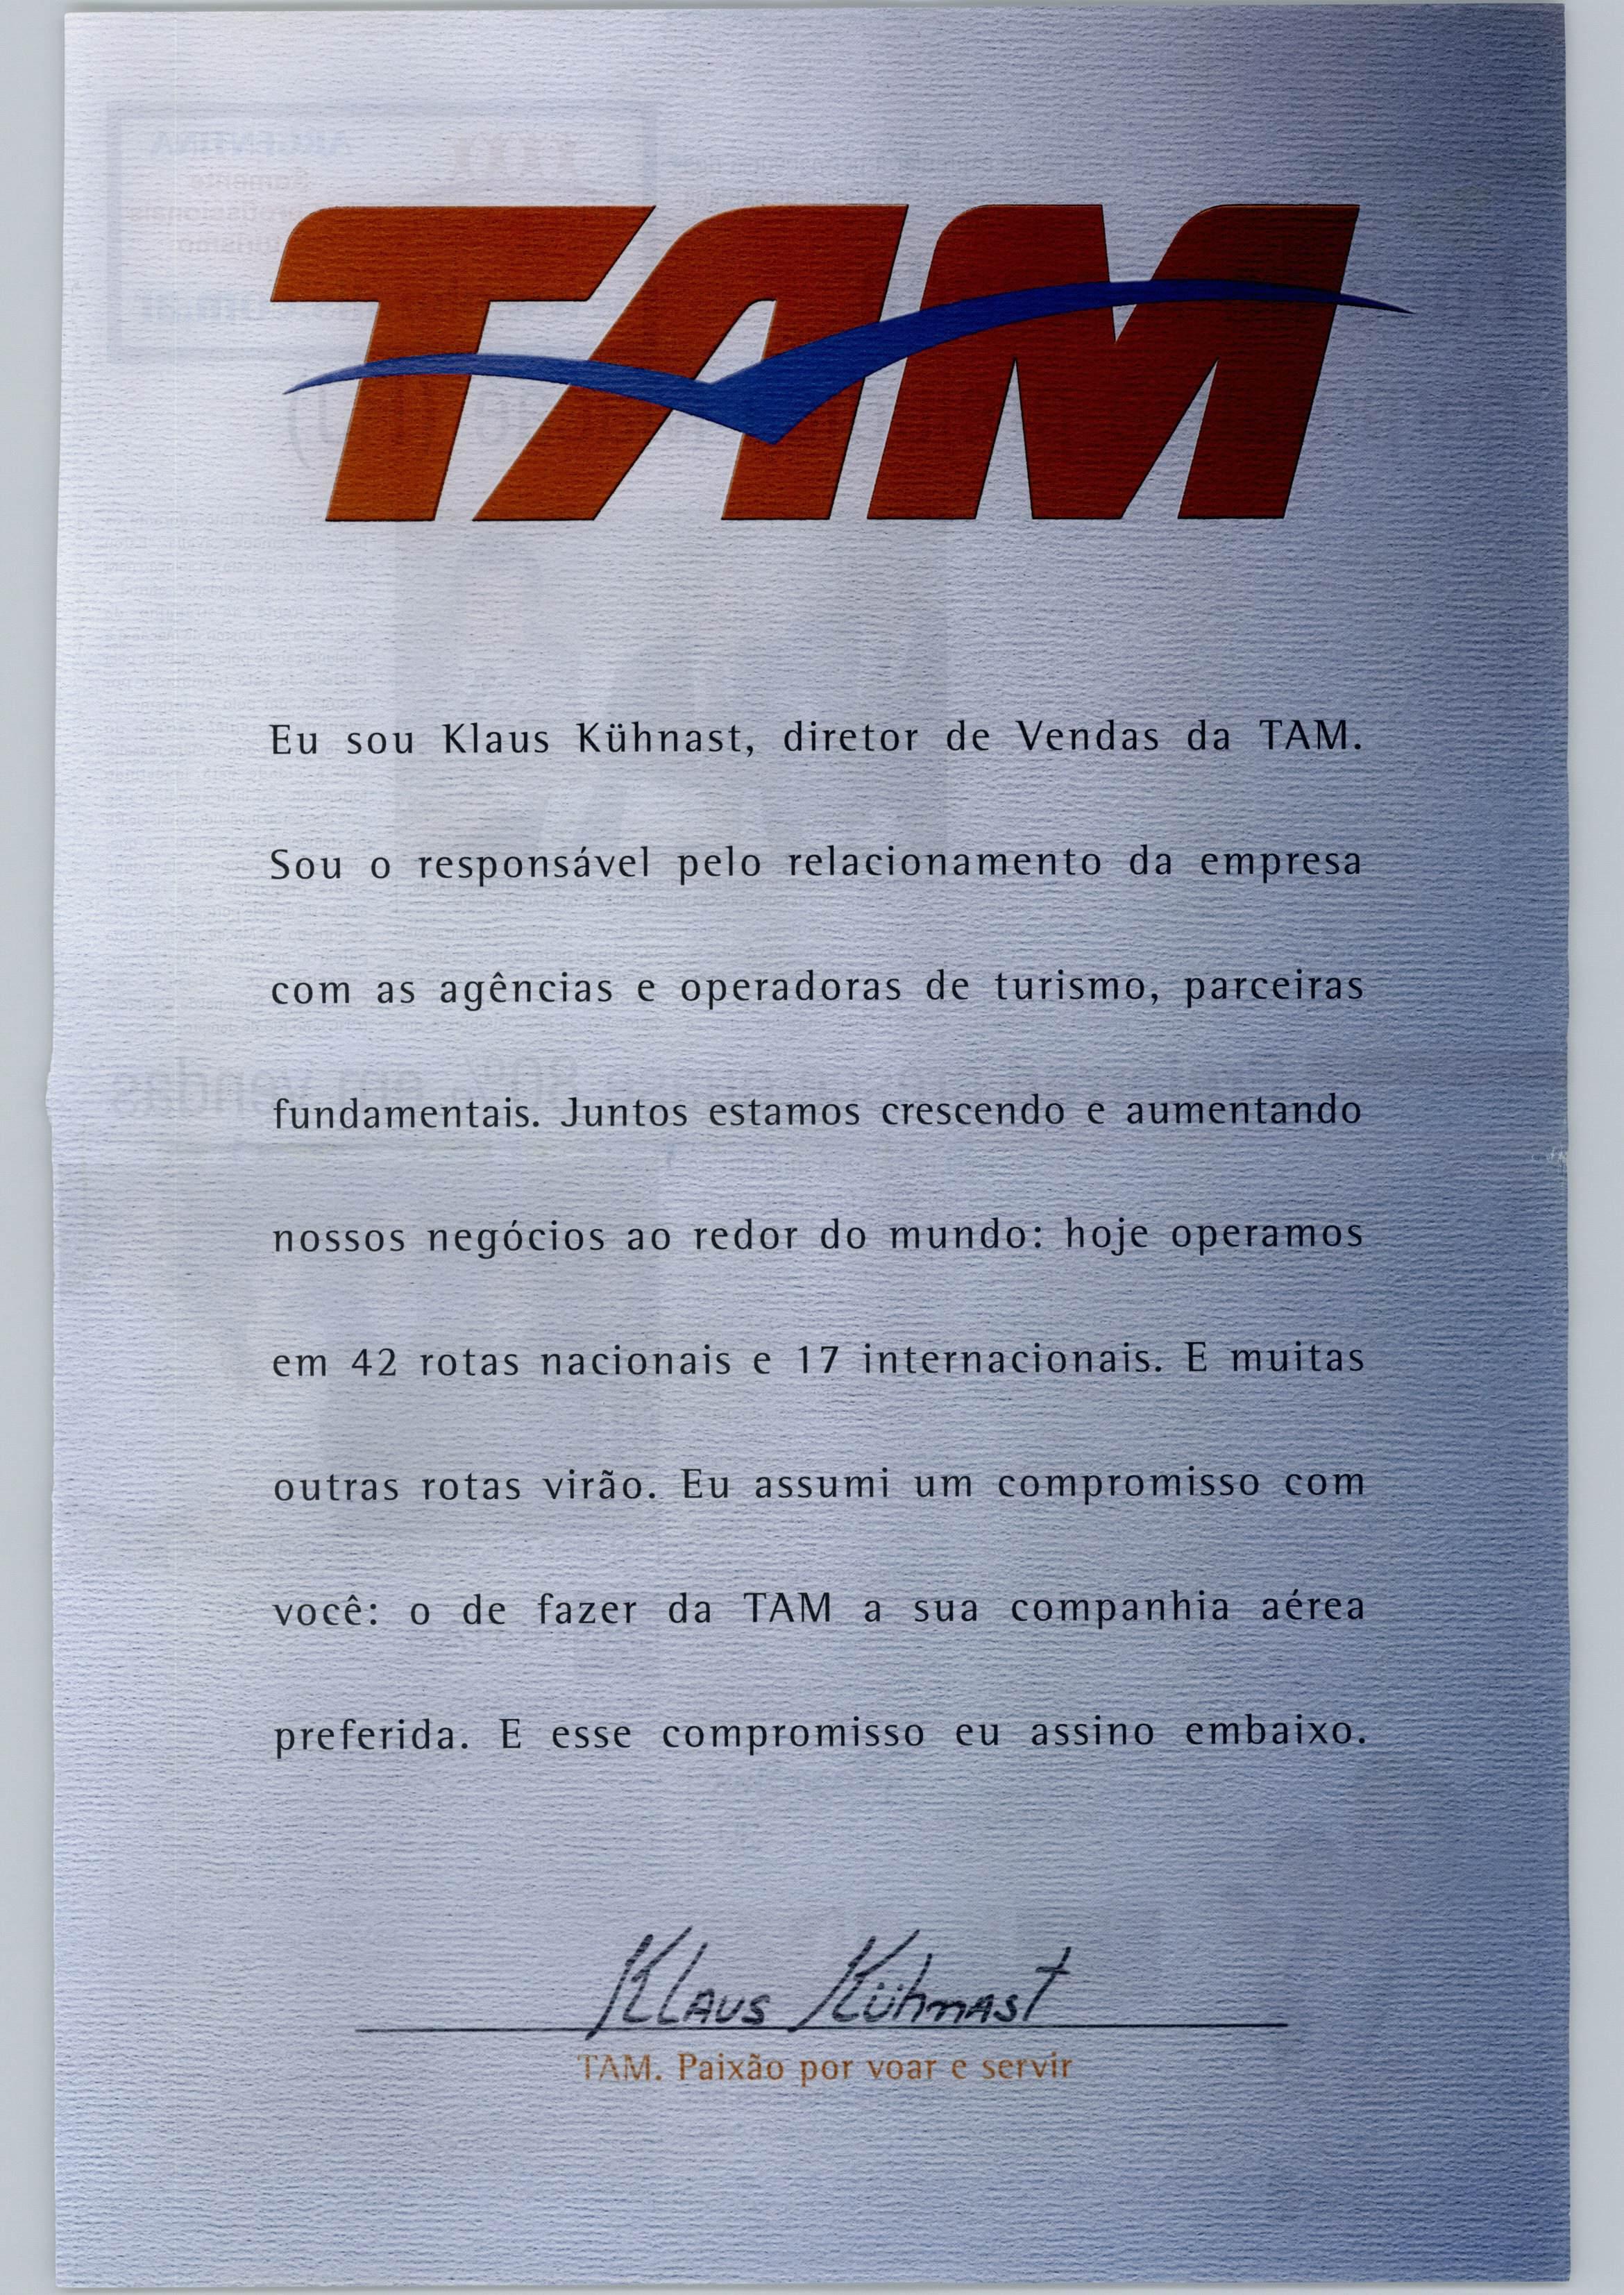 TAM
Eu sou Klaus Kühnast, diretor de Vendas da TAM.
Sou o responsável pelo relacionamento da empresa
com as agências e operadoras de turismo, parceiras
fundamentais. Juntos estamos crescendo e aumentando
nossos negócios ao redor do mundo: hoje operamos
em 42 rotas nacionais e 17 internacionais. E muitas
outras rotas virão. Eu assumi um compromisso com
você: o de fazer da TAM a sua companhia aérea
preferida. E esse compromisso eu assino embaixo.
Klaus Kühnast
TAM. Paixão por voar e servir